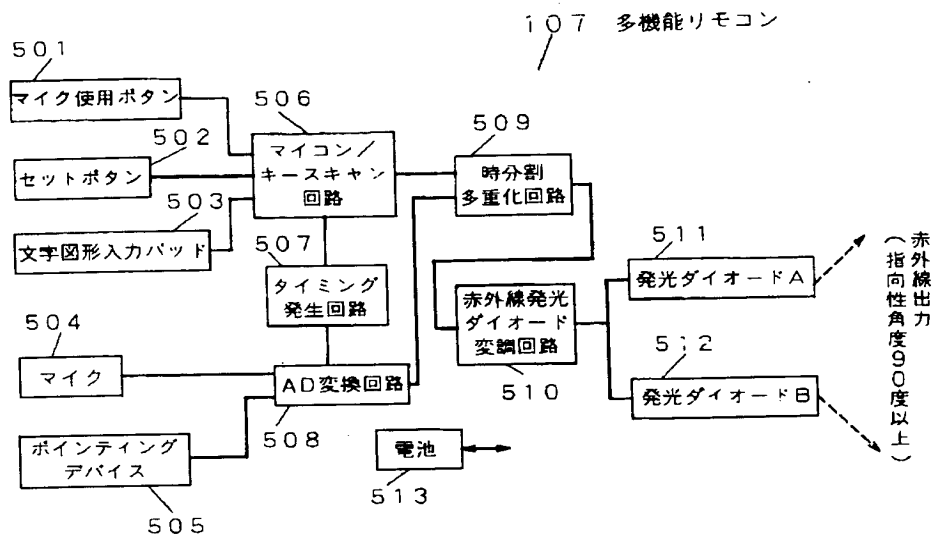 107 多機能リモコン
501
マイク使用ボタン
502
セットボタン
503
文字図形入力パッド
504
マイク
ポインティング
デバイス
505
506
マイコン/
キースキャン
回路
507
タイミング
発生回路
AD変換回路
508
509
時分割
多重化回路
赤外線発光
ダイオード
変調回路
510
511
発光ダイオードA
512
発光ダイオードB
電池
513
赤外線出力
(指向性角度90度以上)